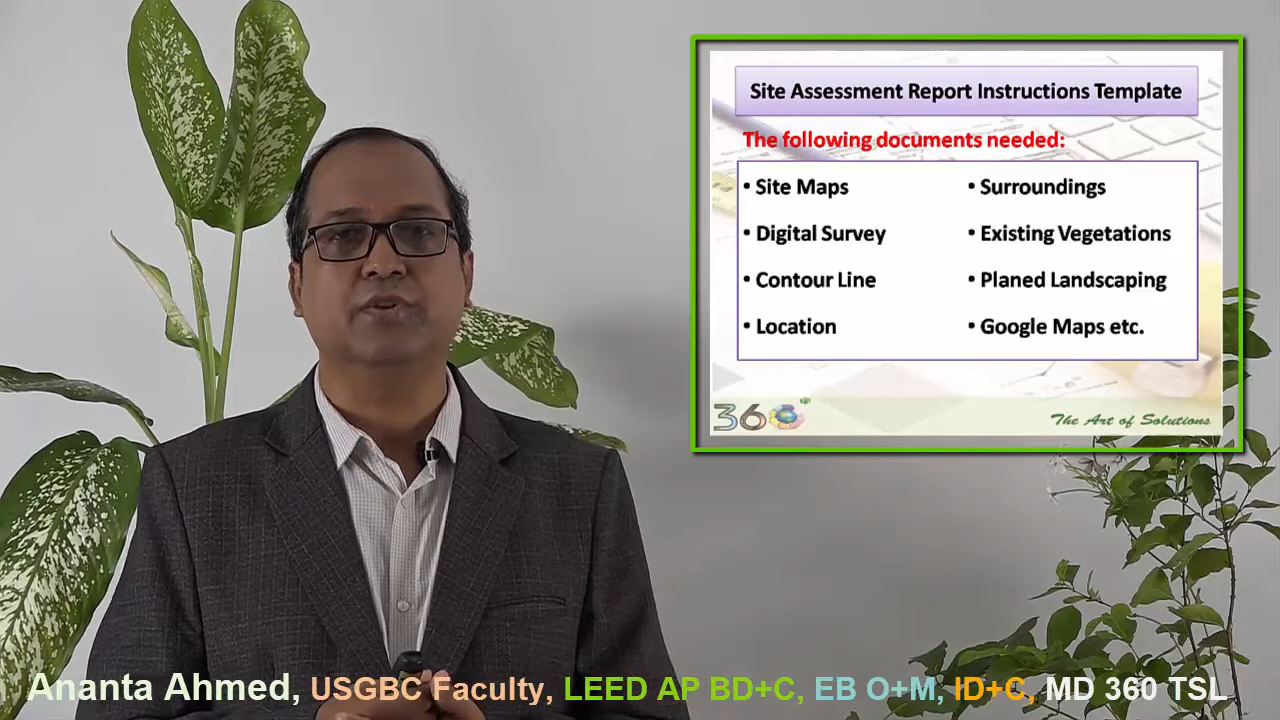 Site Assessment Report Instructions Template
The following documents needed:
• Site Maps
• Digital Survey
• Contour Line
• Location
• Surroundings
• Existing Vegetations
• Planed Landscaping
• Google Maps etc.
360
The Art of Solutions
Ananta Ahmed, USGBC Faculty, LEED AP BD+C, EB O+M, ID+C, MD 360 TSL